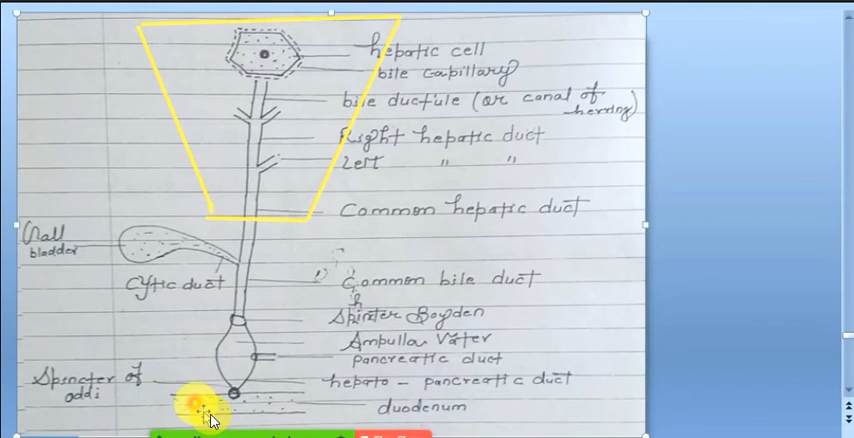 hepatic cell
bile capillary
bile ductule (or canal of
herring)
Right hepatic duct
Left " "
Common hepatic duct
Gall
bladder
Cytic duct
Common bile duct
Sphinter Boyden
Ampulla Vater
pancreatic duct
Sphincter of
oddi
hepato - pancreatic duct
duodenum